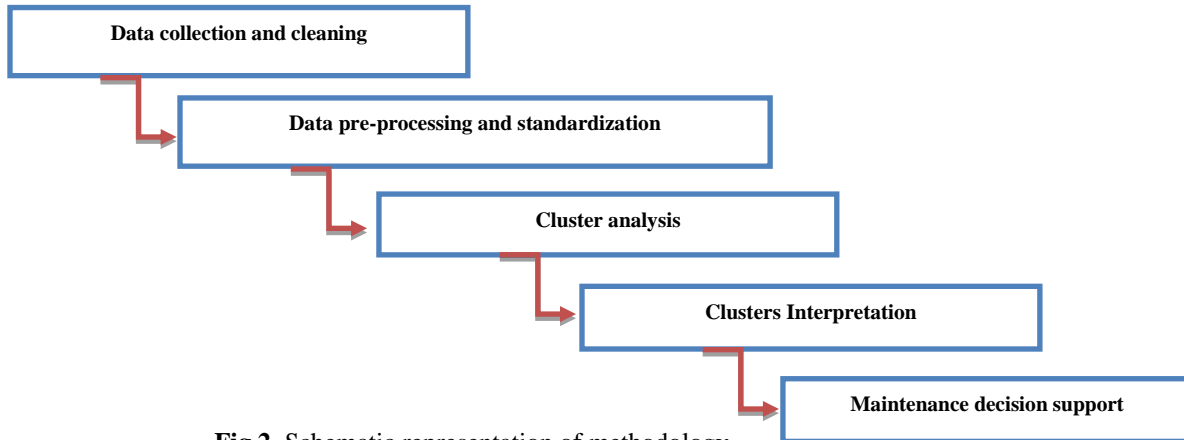 Data collection and cleaning
Data pre-processing and standardization
Cluster analysis
Clusters Interpretation
Maintenance decision support
Fig 2. Schematic representation of methodology